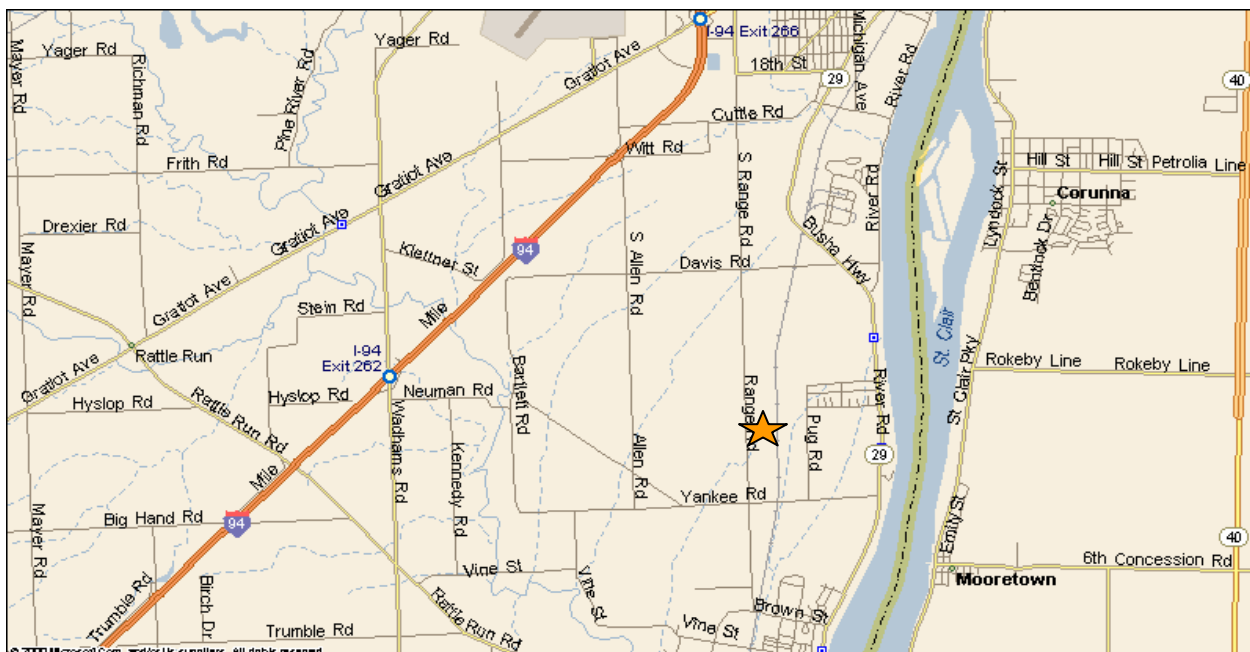 I-94 Exit 266
Yager Rd
Yager Rd
Mayer Rd
Richman Rd
Pine River Rd
Gratiot Ave
18th St
29
Michigan Ave
River Rd
40
Cuttle Rd
Witt Rd
Frith Rd
Gratiot Ave
S Range Rd
River Rd
Hill St
Hill St
Petrolia Line
Lyndock St
Corunna
Bentinck Dr
Drexier Rd
Gratiot Ave
Klettner St
94
S Allen Rd
Davis Rd
Busha Hwy
Mayer Rd
Gratiot Ave
Stein Rd
Mile
St. Clair
Rattle Run
I-94
Exit 262
Gratiot Ave
Bartlett Rd
St. Clair Pky
Rokeby Line
Rokeby Line
Hyslop Rd
Rattle Run Rd
Hyslop Rd
Neuman Rd
Wadhams Rd
Kennedy Rd
Allen Rd
Pug Rd
River Rd
29
Mile
Yankee Rd
Big Hand Rd
94
Mayer Rd
Emily St
40
6th Concession Rd
Mooretown
Vine St
Vine St
Trumble Rd
Birch Dr
Rattle Run Rd
Brown St
Vine St
Trumble Rd